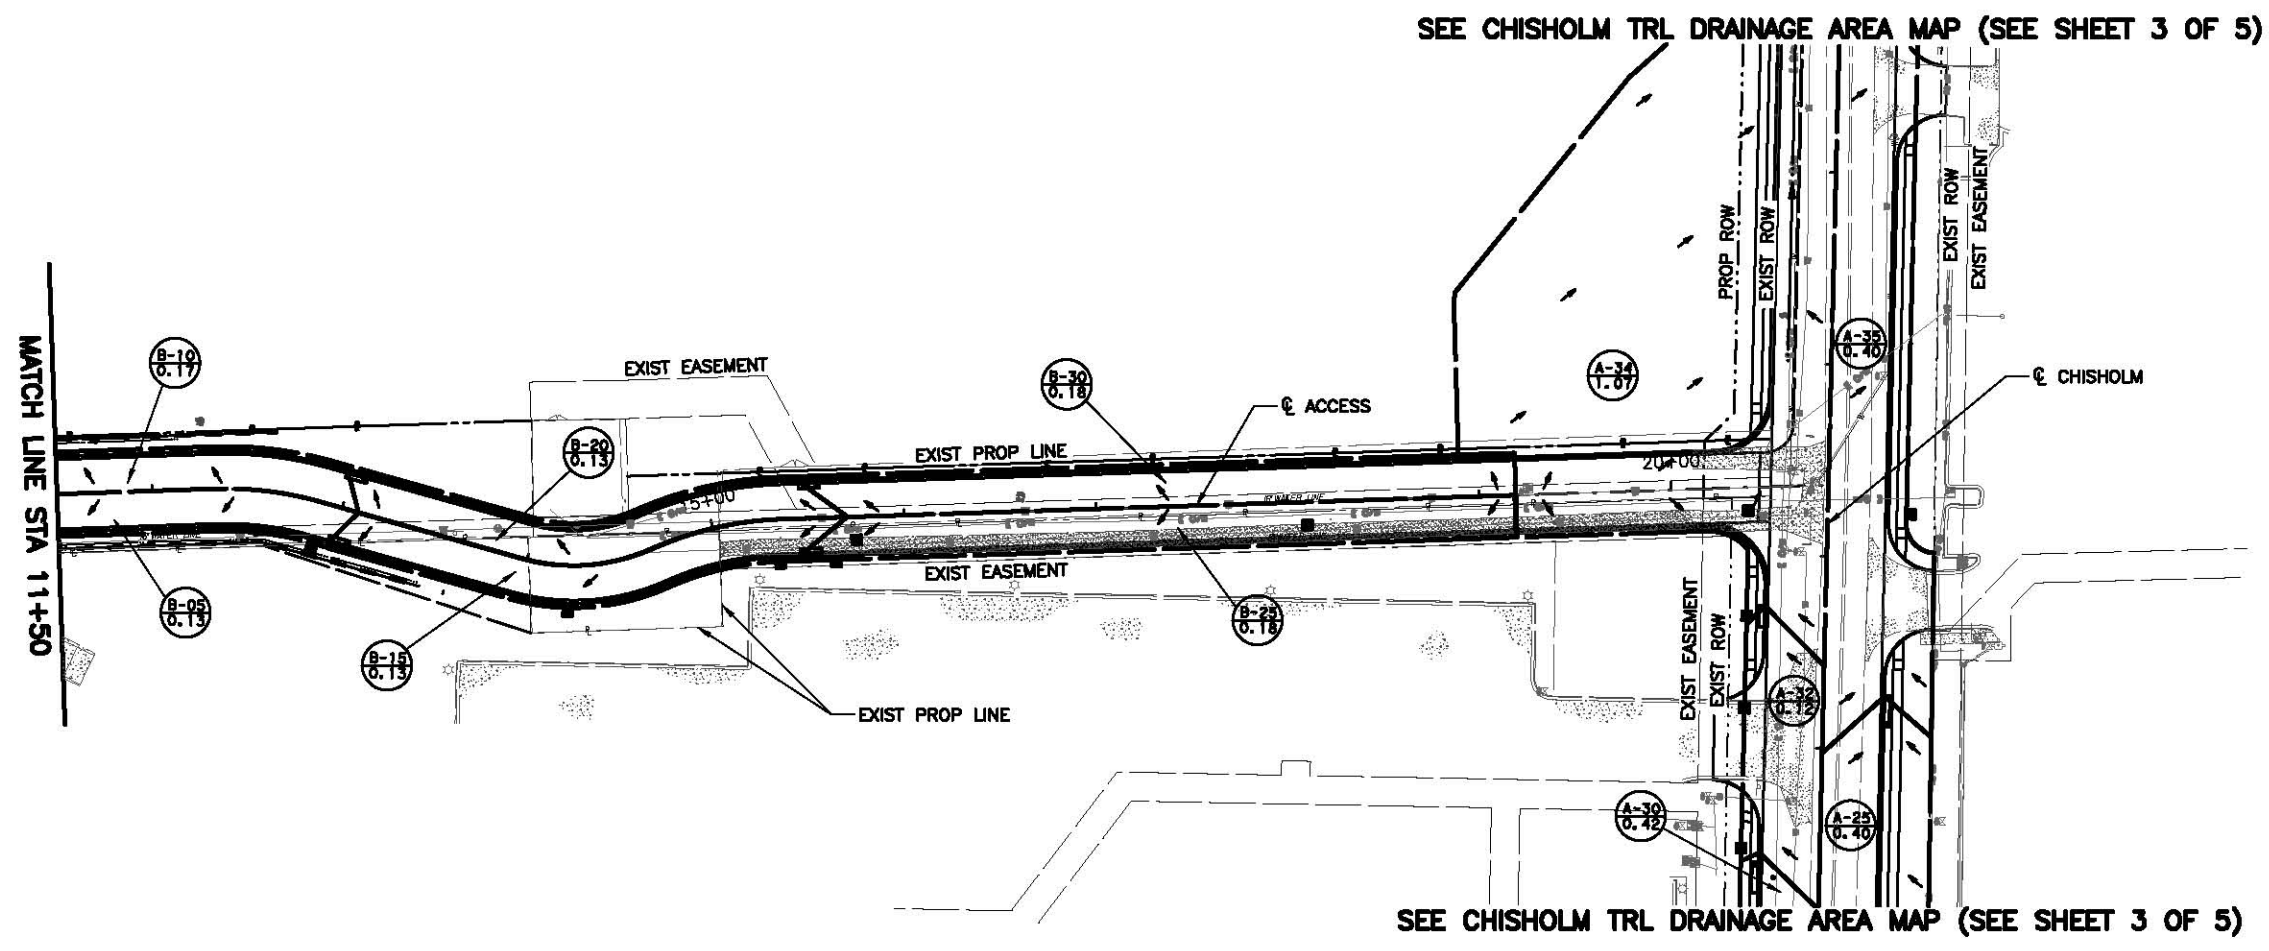 SEE CHISHOLM TRL DRAINAGE AREA MAP (SEE SHEET 3 OF 5)
MATCH LINE STA 11+50
B-10
0.17
EXIST EASEMENT
B-20
0.13
B-30
0.18
℄ ACCESS
EXIST PROP LINE
A-34
1.07
PROP ROW
EXIST ROW
A-35
0.40
EXIST ROW
EXIST EASEMENT
℄ CHISHOLM
15+00
WATER LINE
20+00
WATER LINE
B-05
0.13
B-15
0.13
EXIST EASEMENT
B-25
0.18
EXIST PROP LINE
EXIST EASEMENT
EXIST ROW
A-32
0.12
A-30
0.42
A-25
0.40
SEE CHISHOLM TRL DRAINAGE AREA MAP (SEE SHEET 3 OF 5)